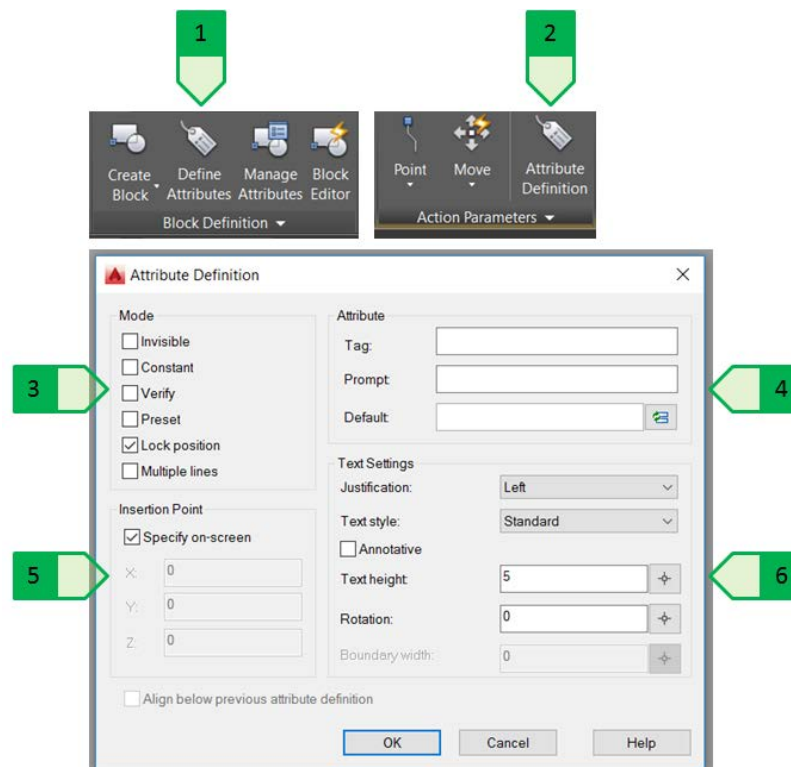 1
2
Create Block
Define Attributes
Manage Attributes
Block Editor
Block Definition
Point
Move
Attribute Definition
Action Parameters
Attribute Definition
Mode
Invisible
Constant
Verify
Preset
Lock position
Multiple lines
3
Attribute
Tag:
Prompt:
Default:
4
Insertion Point
Specify on-screen
X: 0
Y: 0
Z: 0
5
Text Settings
Justification: Left
Text style: Standard
Annotative
Text height: 5
Rotation: 0
Boundary width: 0
6
Align below previous attribute definition
OK Cancel Help